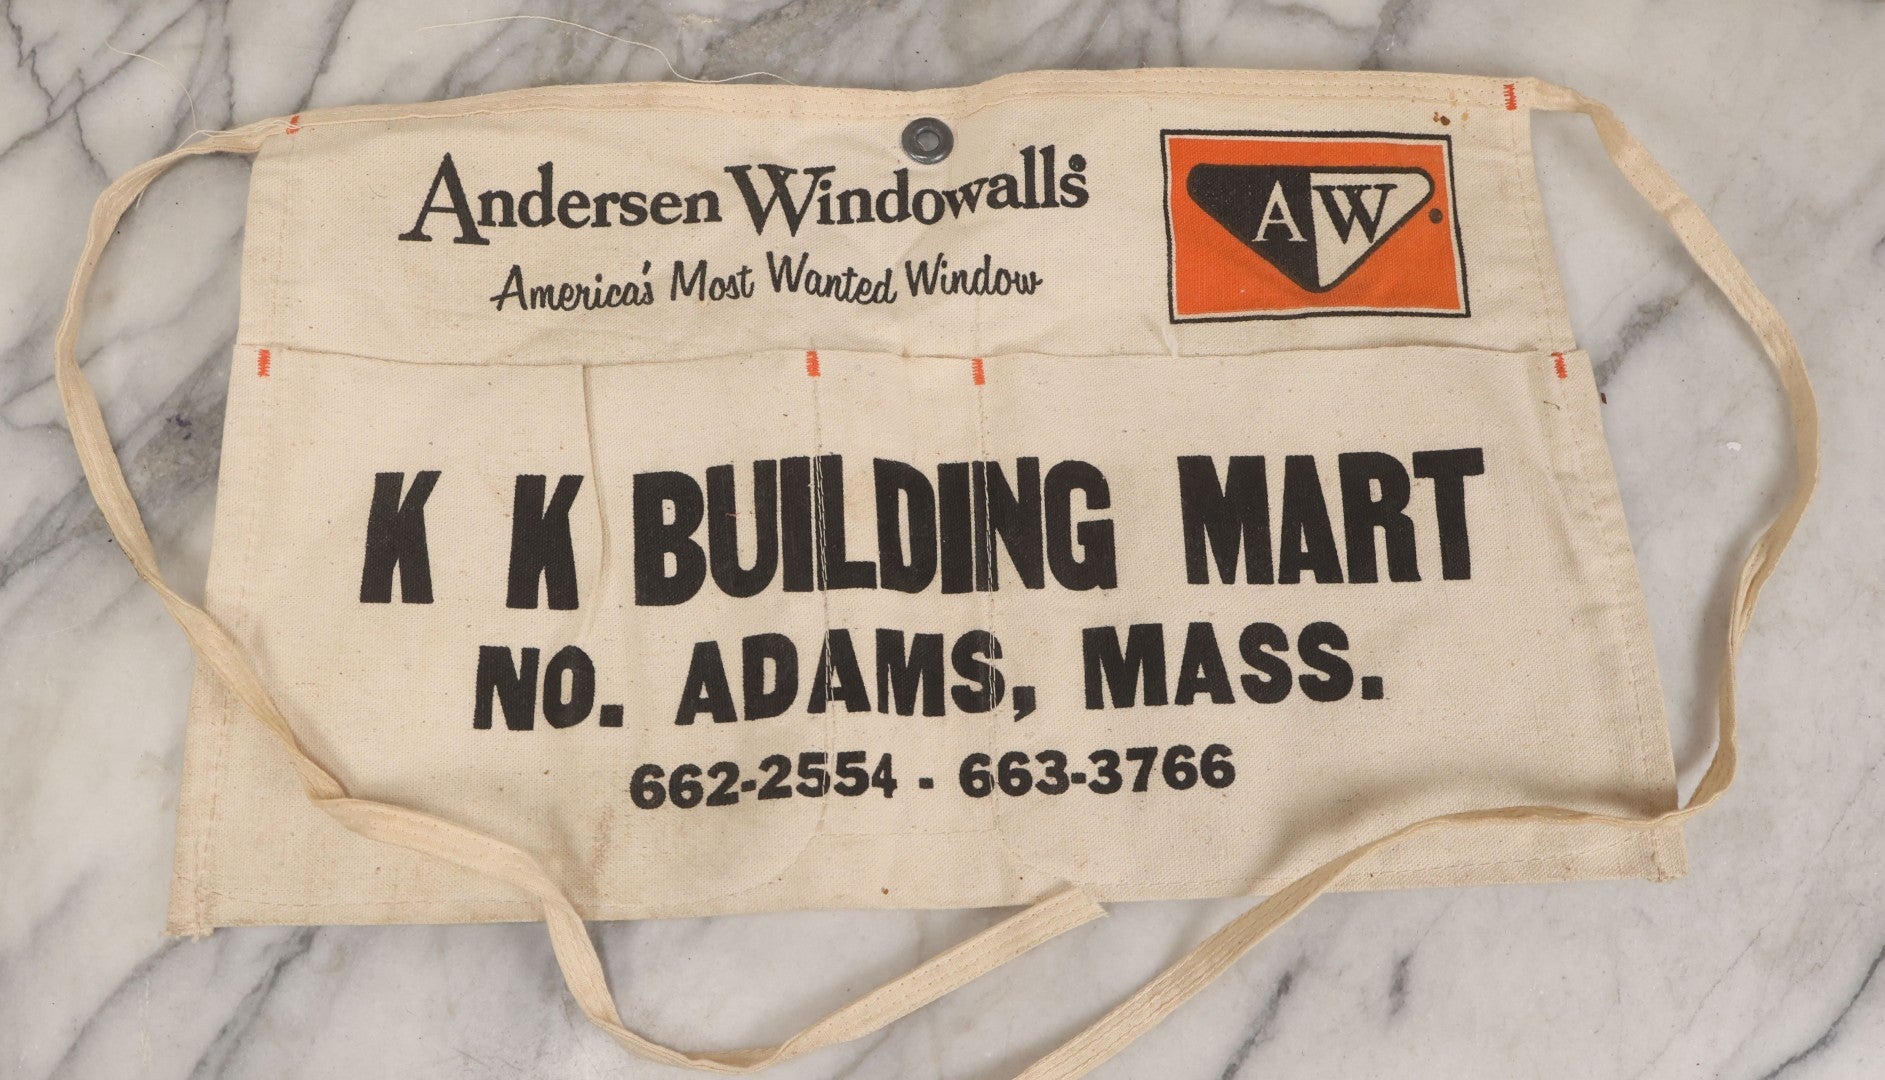 Andersen Windowalls
America's Most Wanted Window
AW
K K BUILDING MART
NO. ADAMS, MASS.
662-2554 - 663-3766